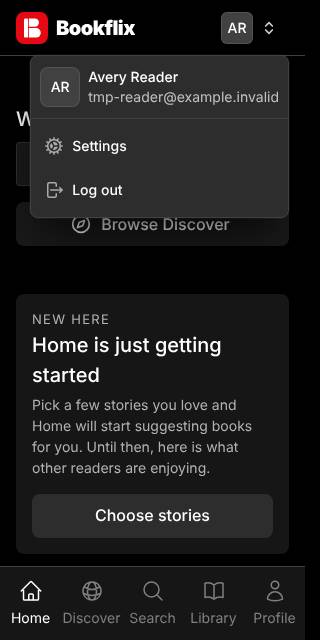 Bookflix
AR
AR
Avery Reader
tmp-reader@example.invalid
Settings
Log out
Browse Discover
NEW HERE
Home is just getting
started
Pick a few stories you love and
Home will start suggesting books
for you. Until then, here is what
other readers are enjoying.
Choose stories
Home
Discover
Search
Library
Profile